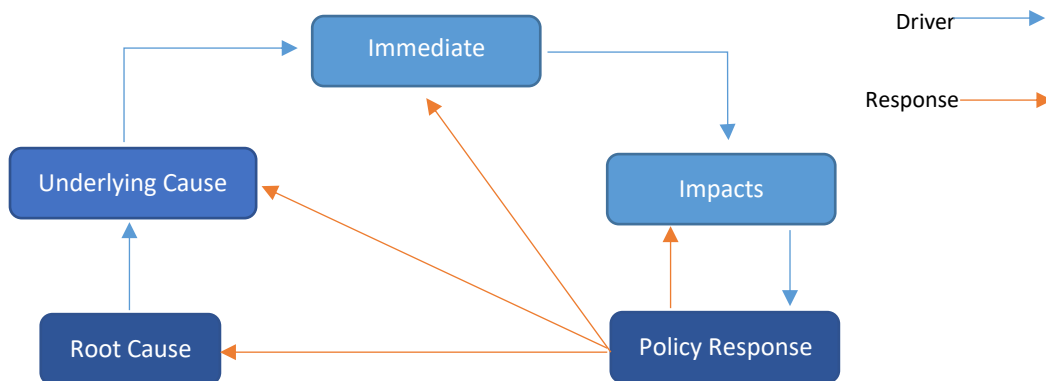 Immediate
Driver
Response
Underlying Cause
Impacts
Root Cause
Policy Response